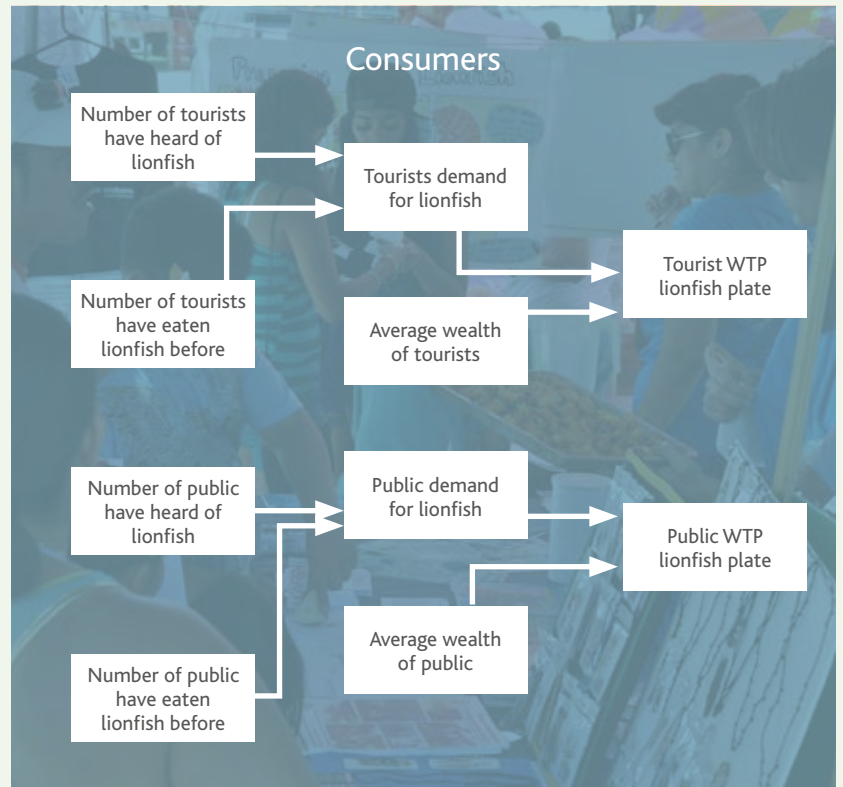 Consumers
Number of tourists
have heard of
lionfish
Tourists demand
for lionfish
Number of tourists
have eaten
lionfish before
Average wealth
of tourists
Tourist WTP
lionfish plate
Number of public
have heard of
lionfish
Public demand
for lionfish
Public WTP
lionfish plate
Average wealth
of public
Number of public
have eaten
lionfish before